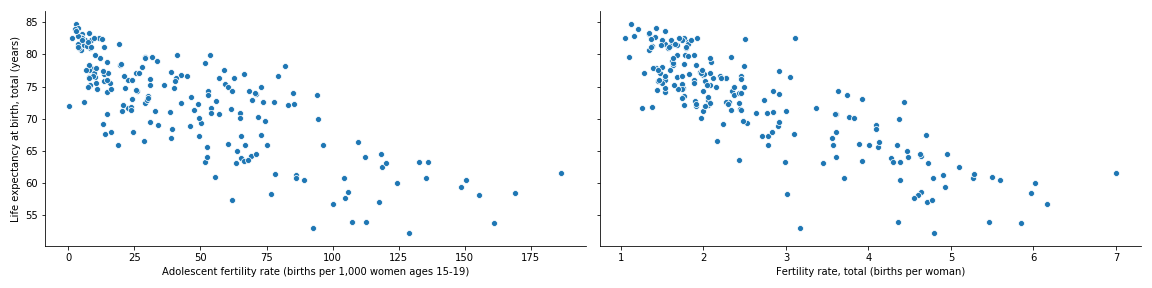 85
80
75
70
65
60
55
Life expectancy at birth, total (years)
0 25 50 75 100 125 150 175
Adolescent fertility rate (births per 1,000 women ages 15-19)
1 2 3 4 5 6 7
Fertility rate, total (births per woman)